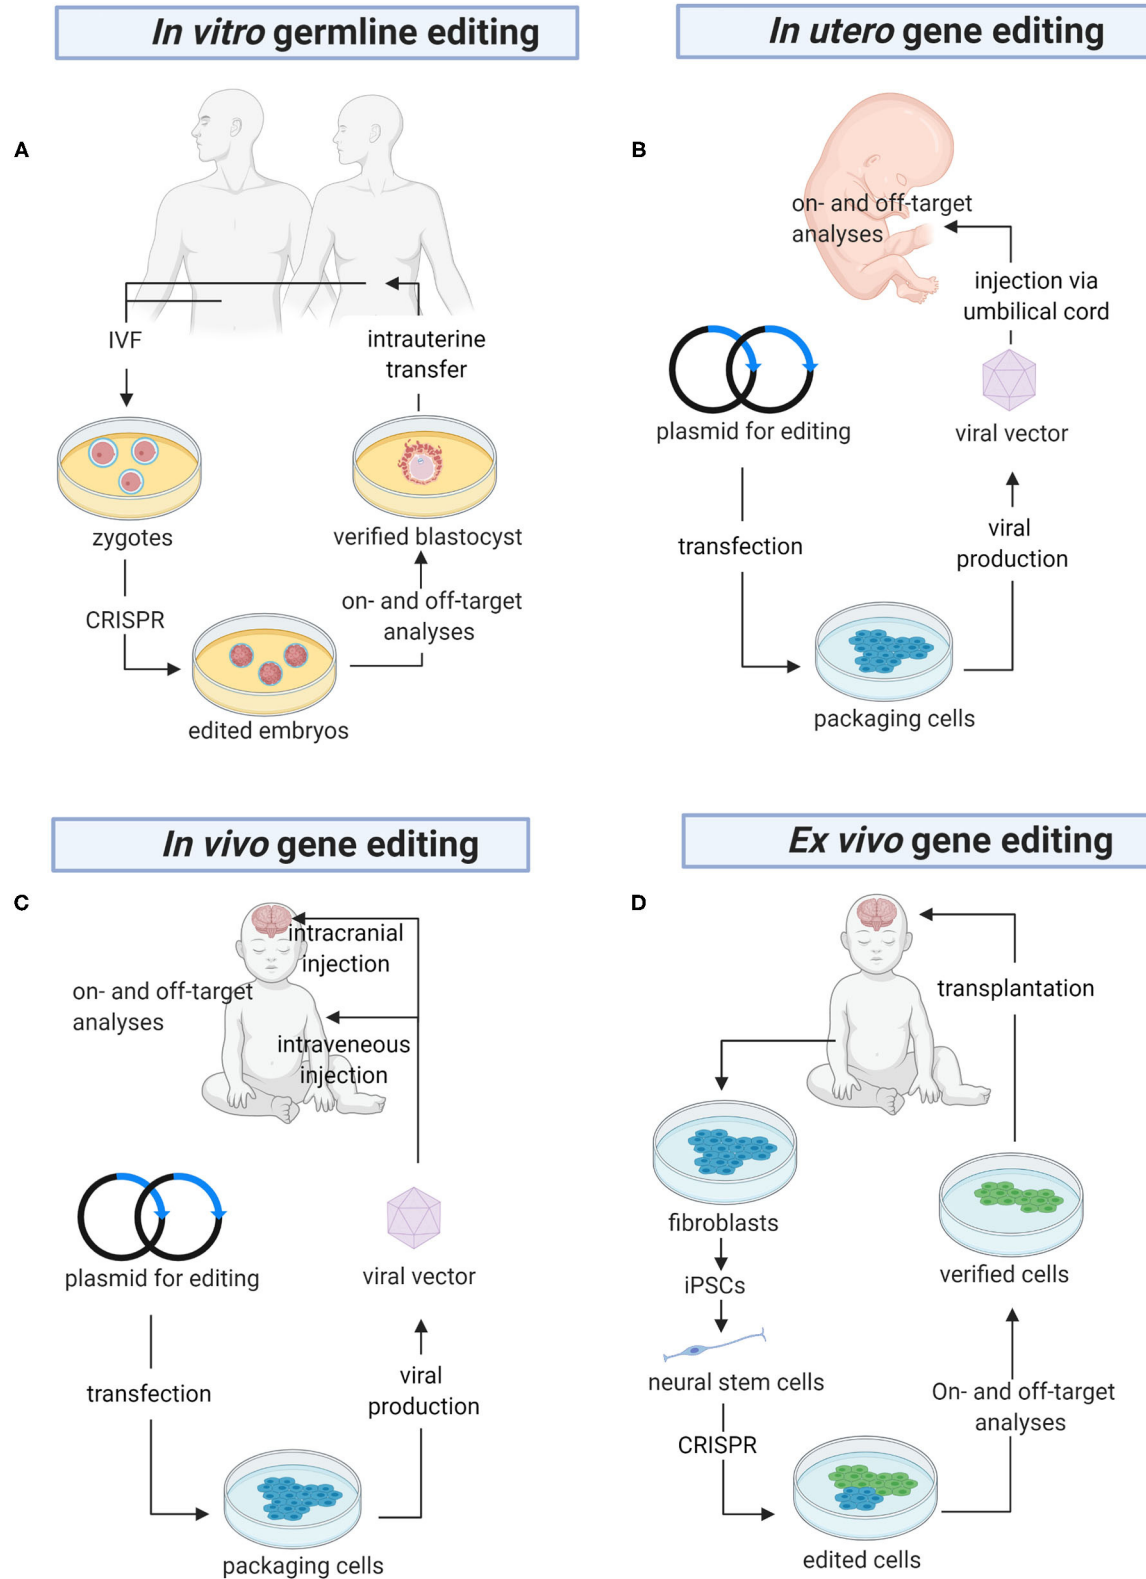 In vitro germline editing
A
IVF
intrauterine
transfer
zygotes
verified blastocyst
CRISPR
on- and off-target
analyses
edited embryos
In utero gene editing
B
on- and off-target
analyses
injection via
umbilical cord
plasmid for editing
viral vector
transfection
viral
production
packaging cells
In vivo gene editing
C
intracranial
injection
on- and off-target
analyses
intraveneous
injection
plasmid for editing
viral vector
transfection
viral
production
packaging cells
Ex vivo gene editing
D
transplantation
fibroblasts
iPSCs
verified cells
neural stem cells
On- and off-target
analyses
CRISPR
edited cells